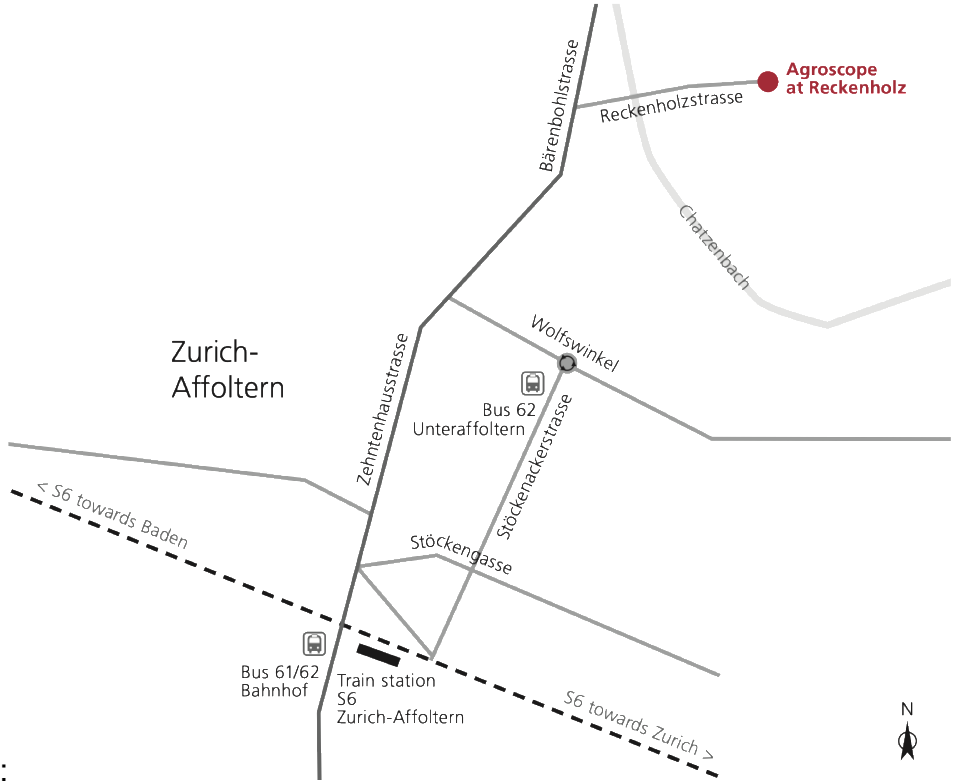 Bärenbohlstrasse
Agroscope
at Reckenholz
Reckenholzstrasse
Chatzenbach
Wolfswinkel
Zurich-
Affoltern
Zehntenhausstrasse
Bus 62
Unteraffoltern
Stöckenackerstrasse
< S6 towards Baden
Stöckengasse
Bus 61/62
Bahnhof
Train station
S6
Zurich-Affoltern
S6 towards Zurich >
N
: